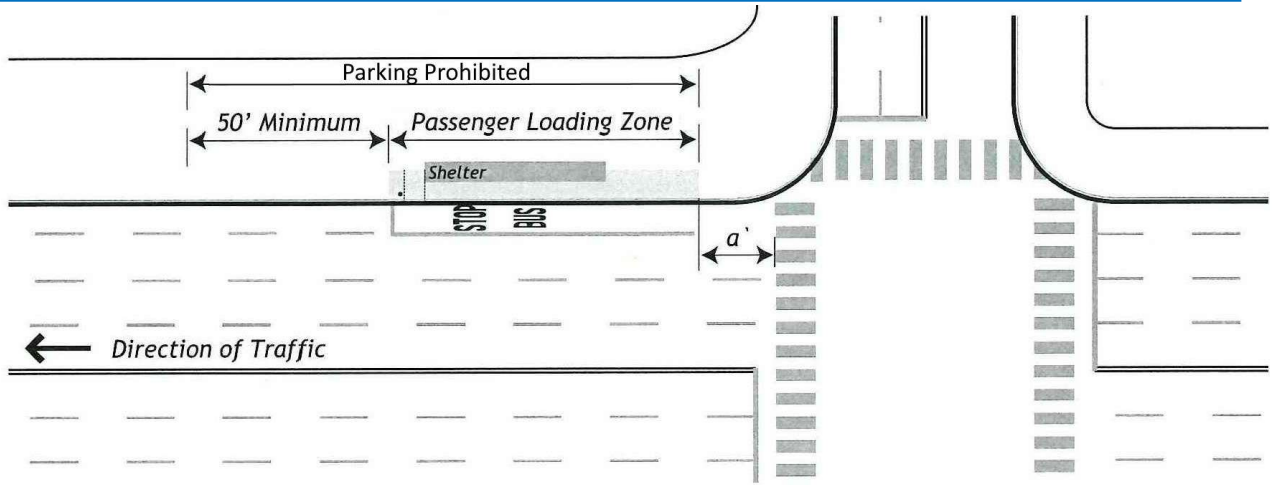 Parking Prohibited
50' Minimum
Passenger Loading Zone
Shelter
STOP
BUS
a`
Direction of Traffic